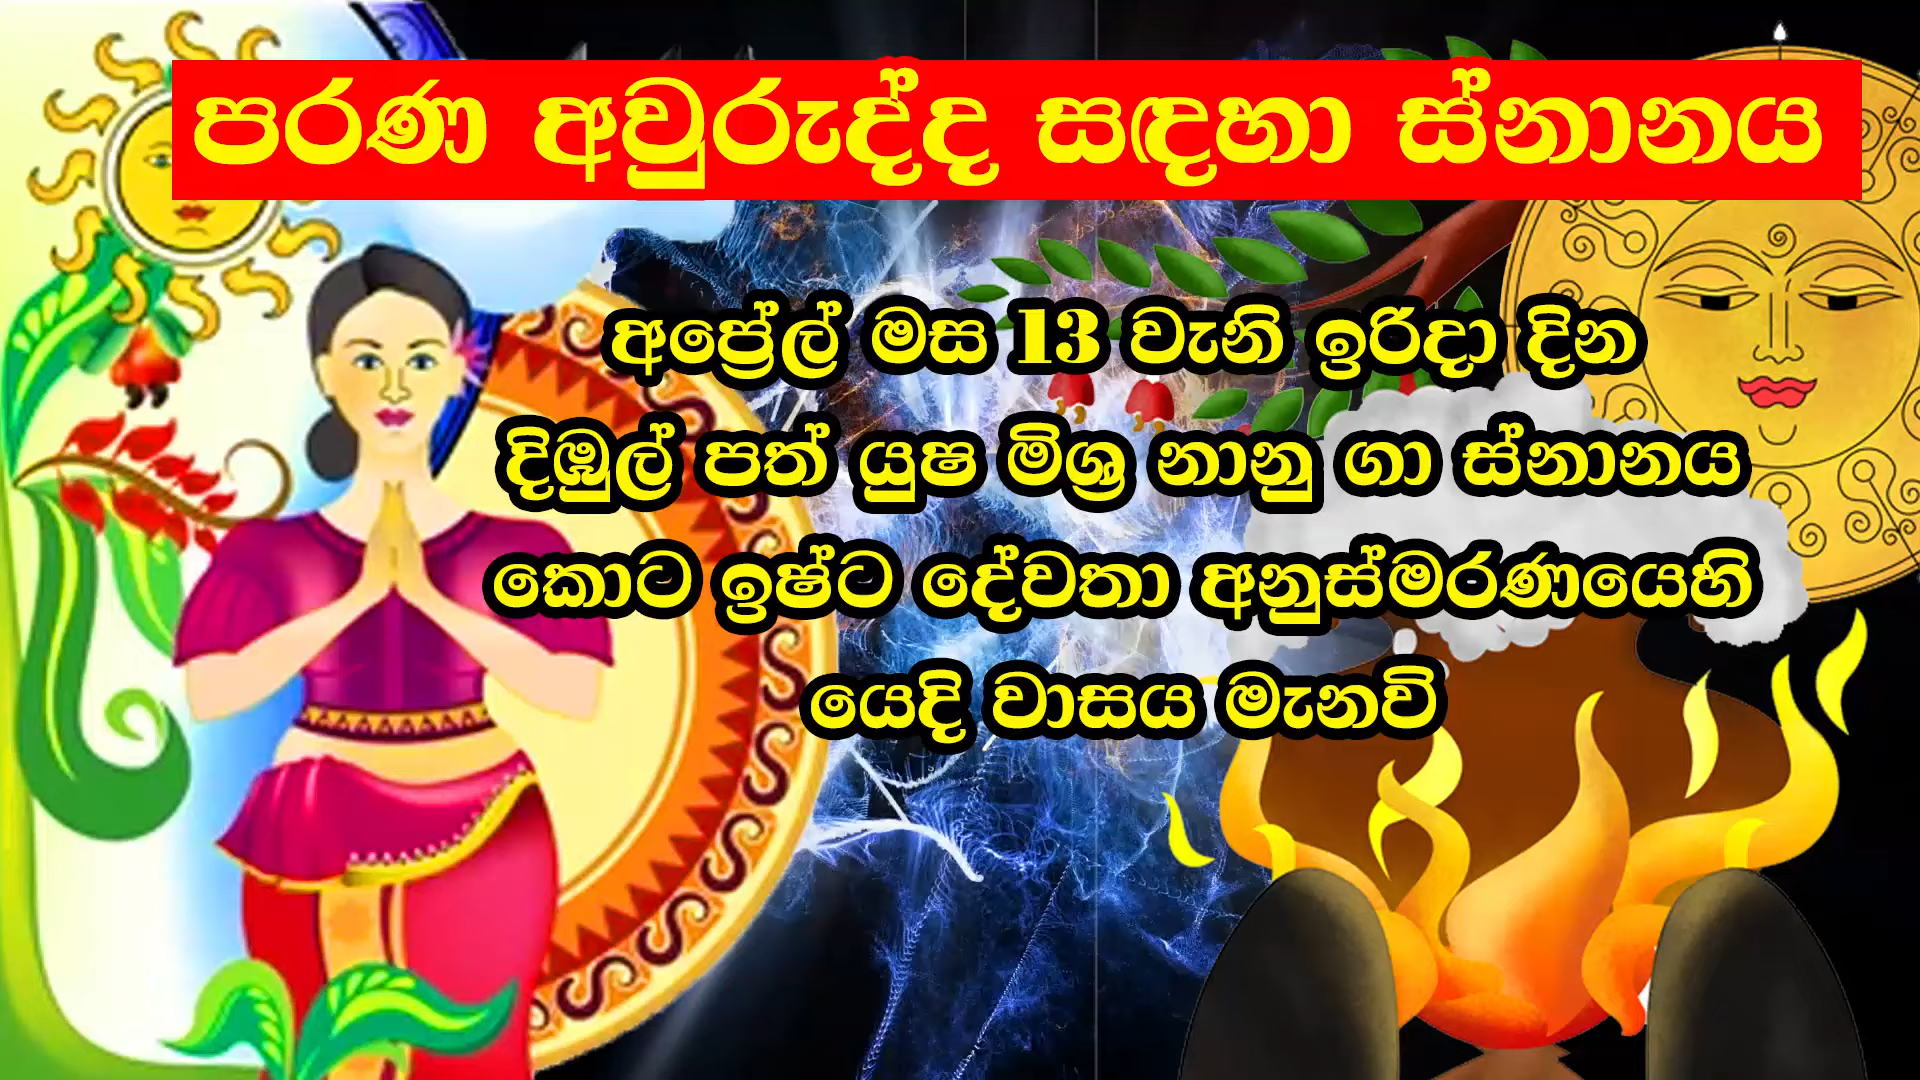 පරණ අවුරුද්ද සඳහා ස්නානය
අප්‍රේල් මස 13 වැනි ඉරිදා දින
දිඹුල් පත් යුෂ මිශ්‍ර නානු ගා ස්නානය
කොට ඉෂ්ට දේවතා අනුස්මරණයෙහි
යෙදි වාසය මැනවි